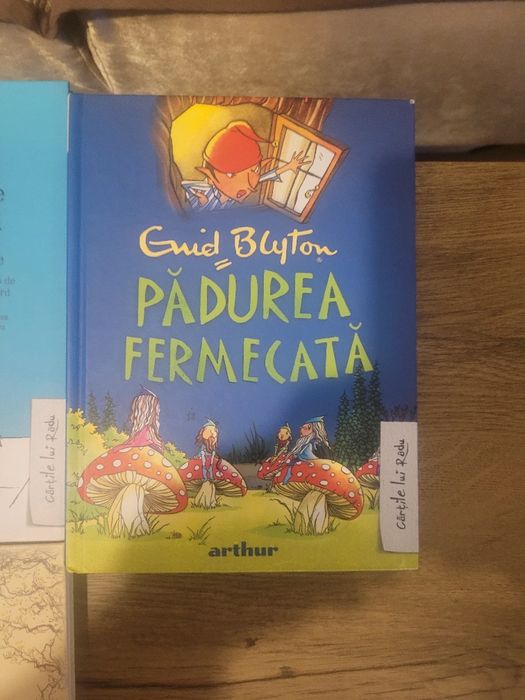 Enid Blyton
PĂDUREA
FERMECATĂ
Cărțile lui Radu
arthur
Cărțile lui Radu